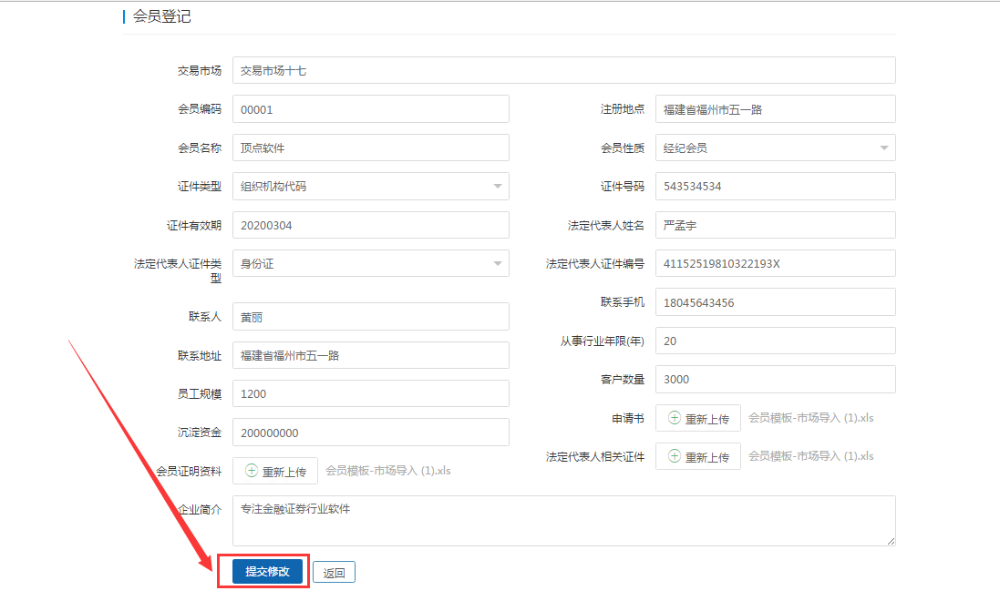 会员登记
交易市场 交易市场十七
会员编码 00001 注册地点 福建省福州市五一路
会员名称 顶点软件 会员性质 经纪会员
证件类型 组织机构代码 证件号码 543534534
证件有效期 20200304 法定代表人姓名 严孟宇
法定代表人证件类型 身份证 法定代表人证件编号 41152519810322193X
联系手机 18045643456
联系人 黄丽
从事行业年限(年) 20
联系地址 福建省福州市五一路
客户数量 3000
员工规模 1200
申请书 重新上传 会员模板-市场导入 (1).xls
沉淀资金 200000000
法定代表人相关证件 重新上传 会员模板-市场导入 (1).xls
会员证明资料 重新上传 会员模板-市场导入 (1).xls
企业简介 专注金融证券行业软件
提交修改 返回